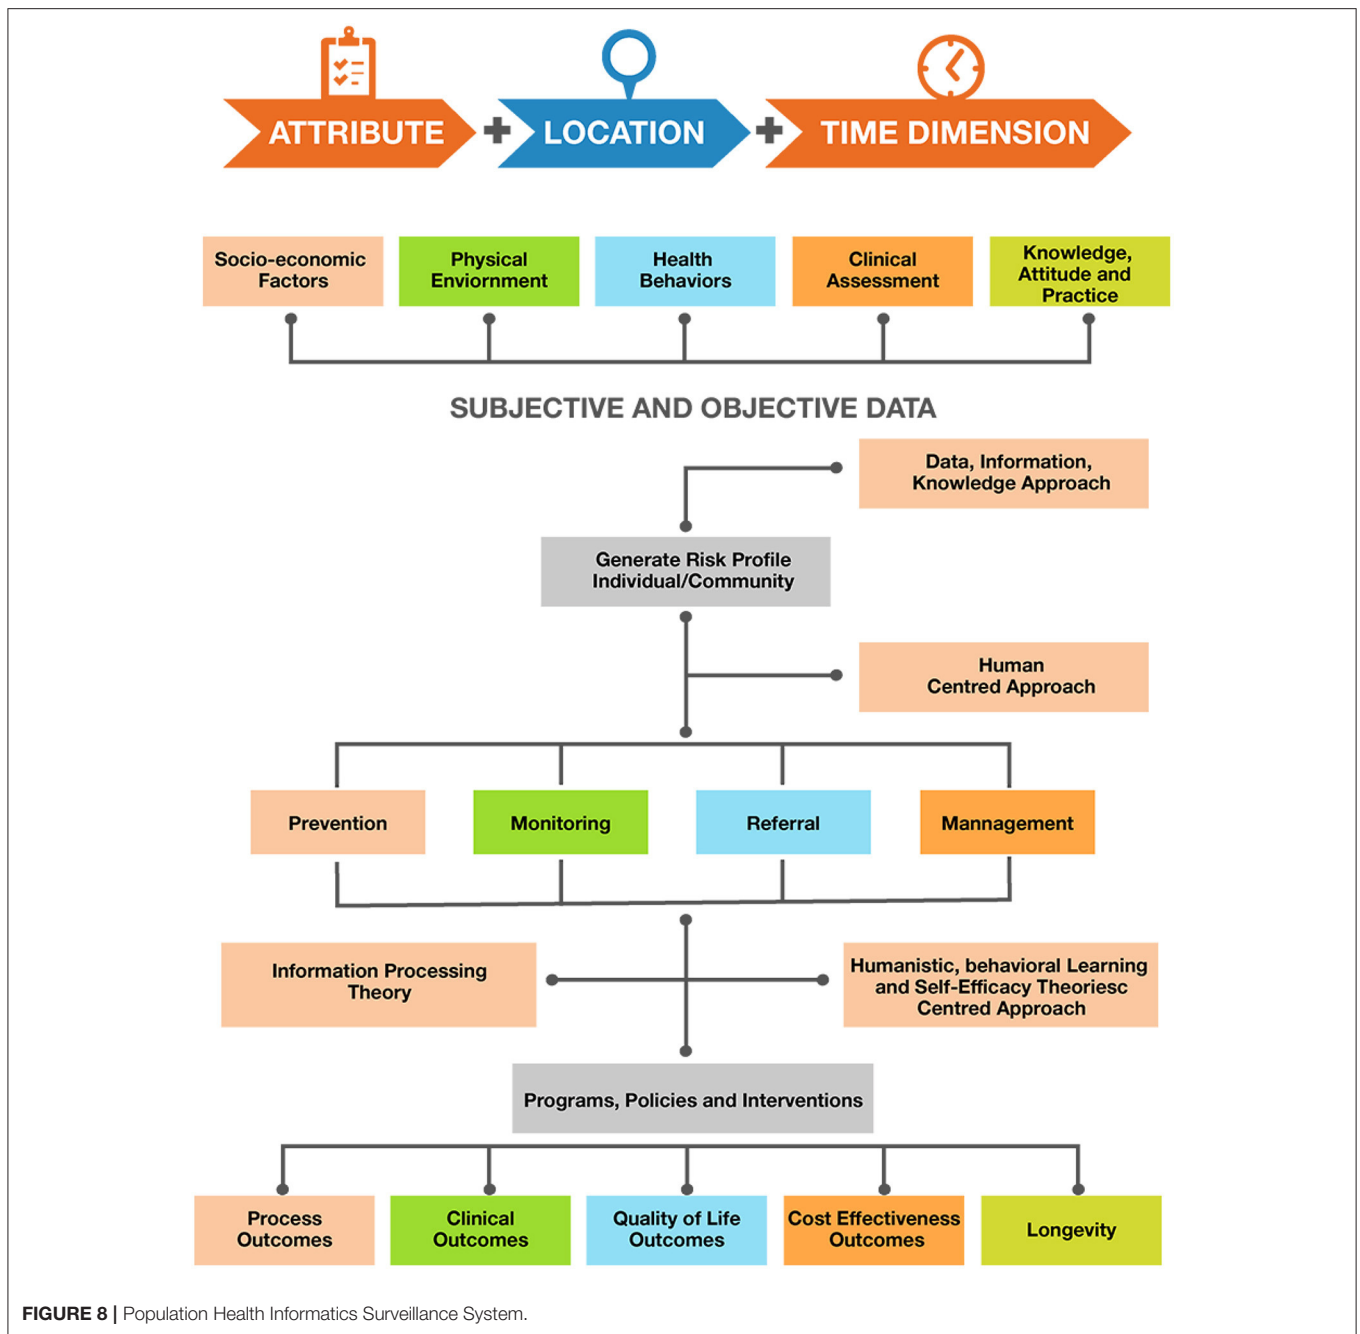 ATTRIBUTE + LOCATION + TIME DIMENSION
Socio-economic
Factors
Physical
Enviornment
Health
Behaviors
Clinical
Assessment
Knowledge,
Attitude and
Practice
SUBJECTIVE AND OBJECTIVE DATA
Data, Information,
Knowledge Approach
Generate Risk Profile
Individual/Community
Human
Centred Approach
Prevention
Monitoring
Referral
Mannagement
Information Processing
Theory
Humanistic, behavioral Learning
and Self-Efficacy Theoriesc
Centred Approach
Programs, Policies and Interventions
Process
Outcomes
Clinical
Outcomes
Quality of Life
Outcomes
Cost Effectiveness
Outcomes
Longevity
FIGURE 8 | Population Health Informatics Surveillance System.